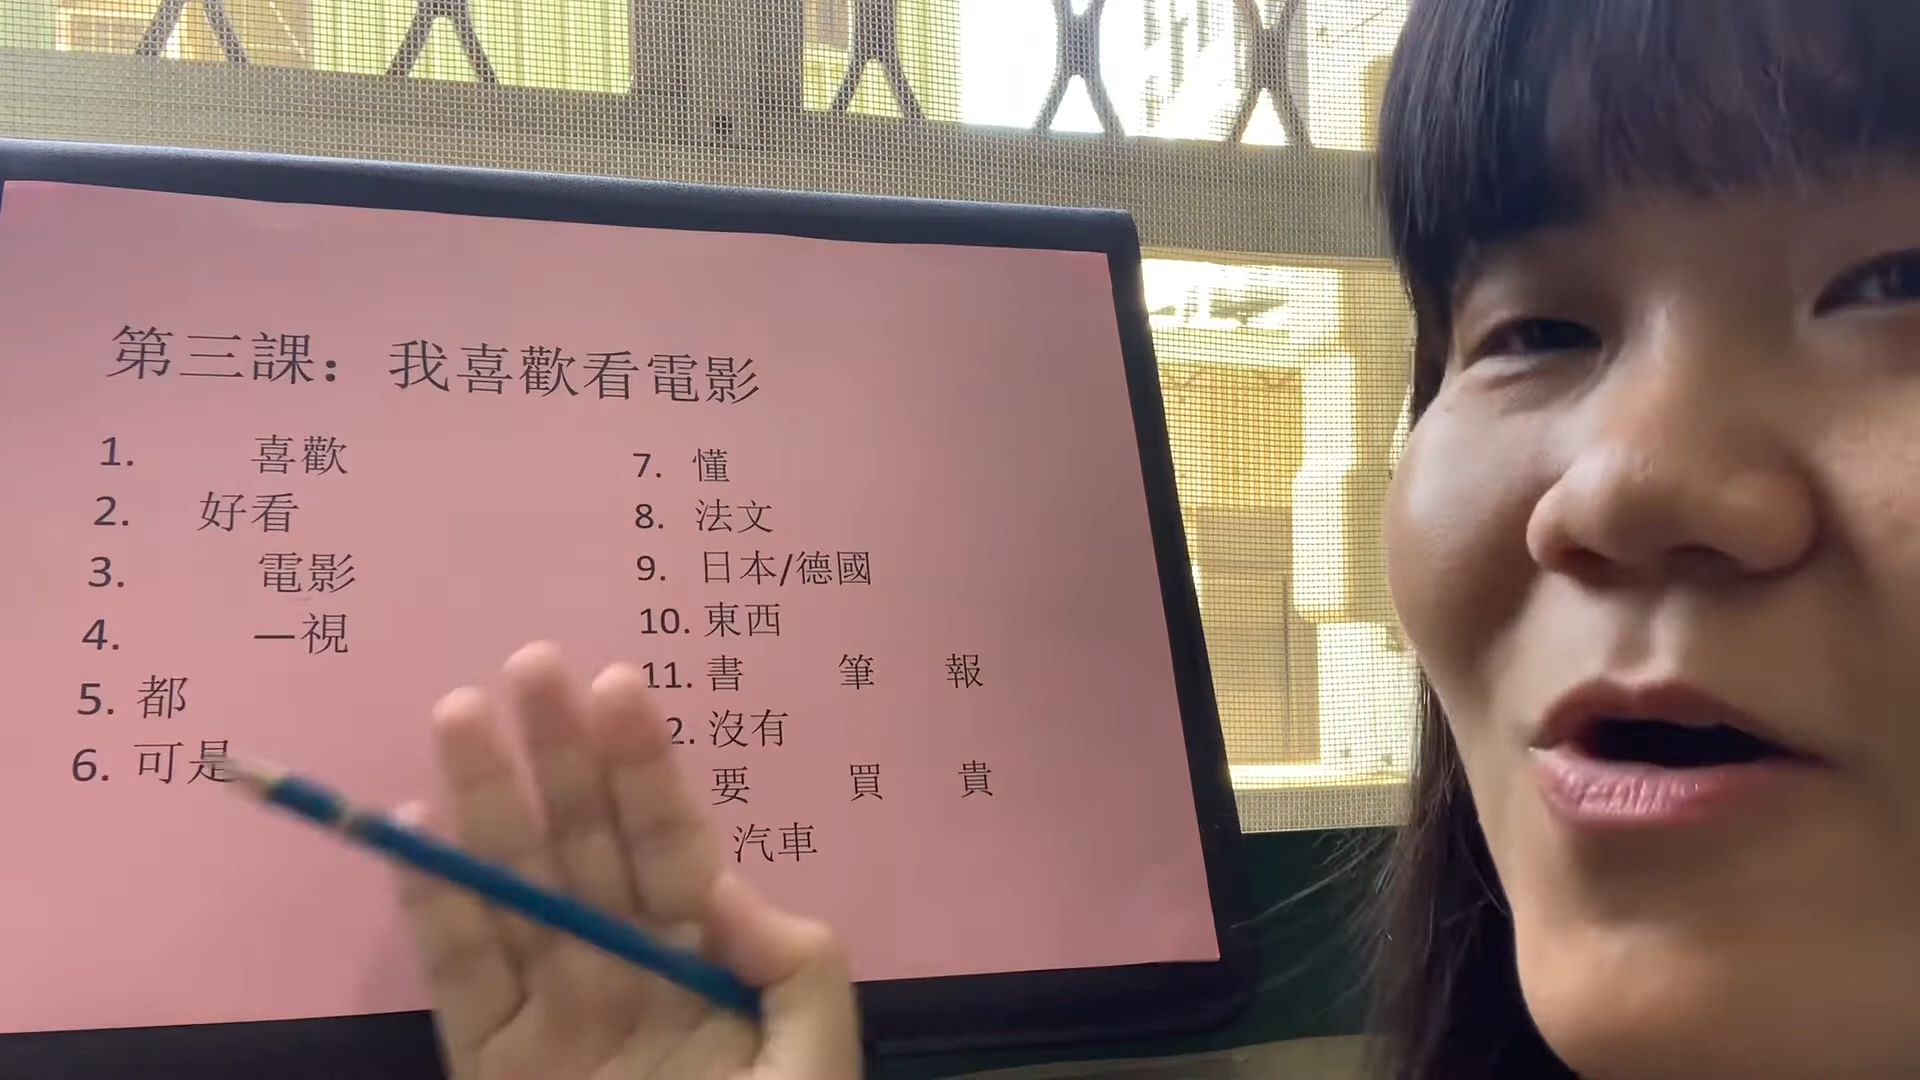 第三課：我喜歡看電影
1. 喜歡
2. 好看
3. 電影
4. —視
5. 都
6. 可是
7. 懂
8. 法文
9. 日本/德國
10. 東西
11. 書 筆 報
2. 沒有
要 買 貴
汽車